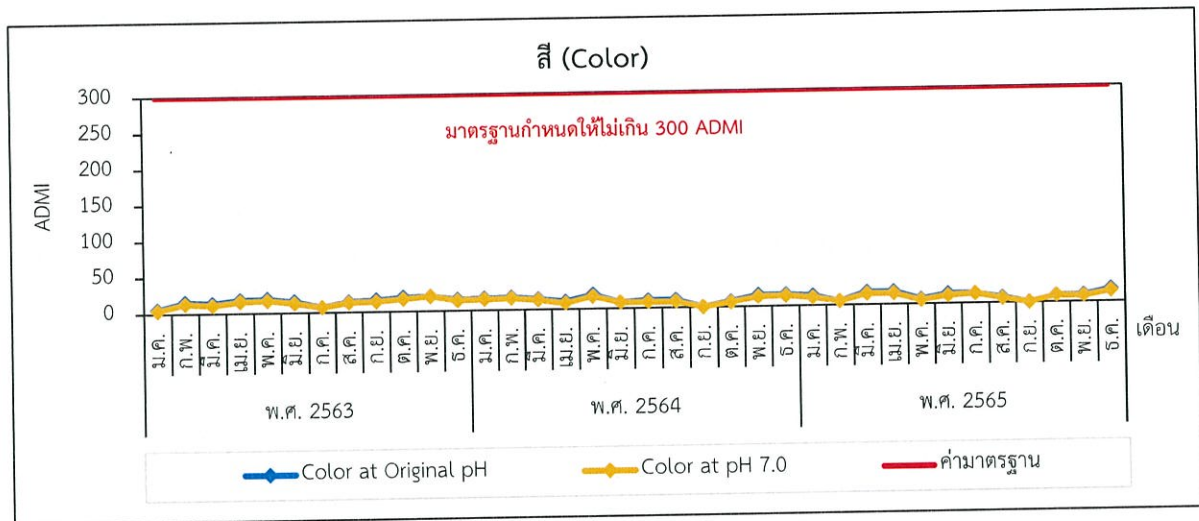 สี (Color)
300
250
200
150
100
50
0
ADMI
มาตรฐานกำหนดให้ไม่เกิน 300 ADMI
ม.ค. ก.พ. มี.ค. เม.ย. พ.ค. มิ.ย. ก.ค. ส.ค. ก.ย. ต.ค. พ.ย. ธ.ค. ม.ค. ก.พ. มี.ค. เม.ย. พ.ค. มิ.ย. ก.ค. ส.ค. ก.ย. ต.ค. พ.ย. ธ.ค. ม.ค. ก.พ. มี.ค. เม.ย. พ.ค. มิ.ย. ก.ค. ส.ค. ก.ย. ต.ค. พ.ย. ธ.ค. เดือน
พ.ศ. 2563 พ.ศ. 2564 พ.ศ. 2565
Color at Original pH Color at pH 7.0 ค่ามาตรฐาน